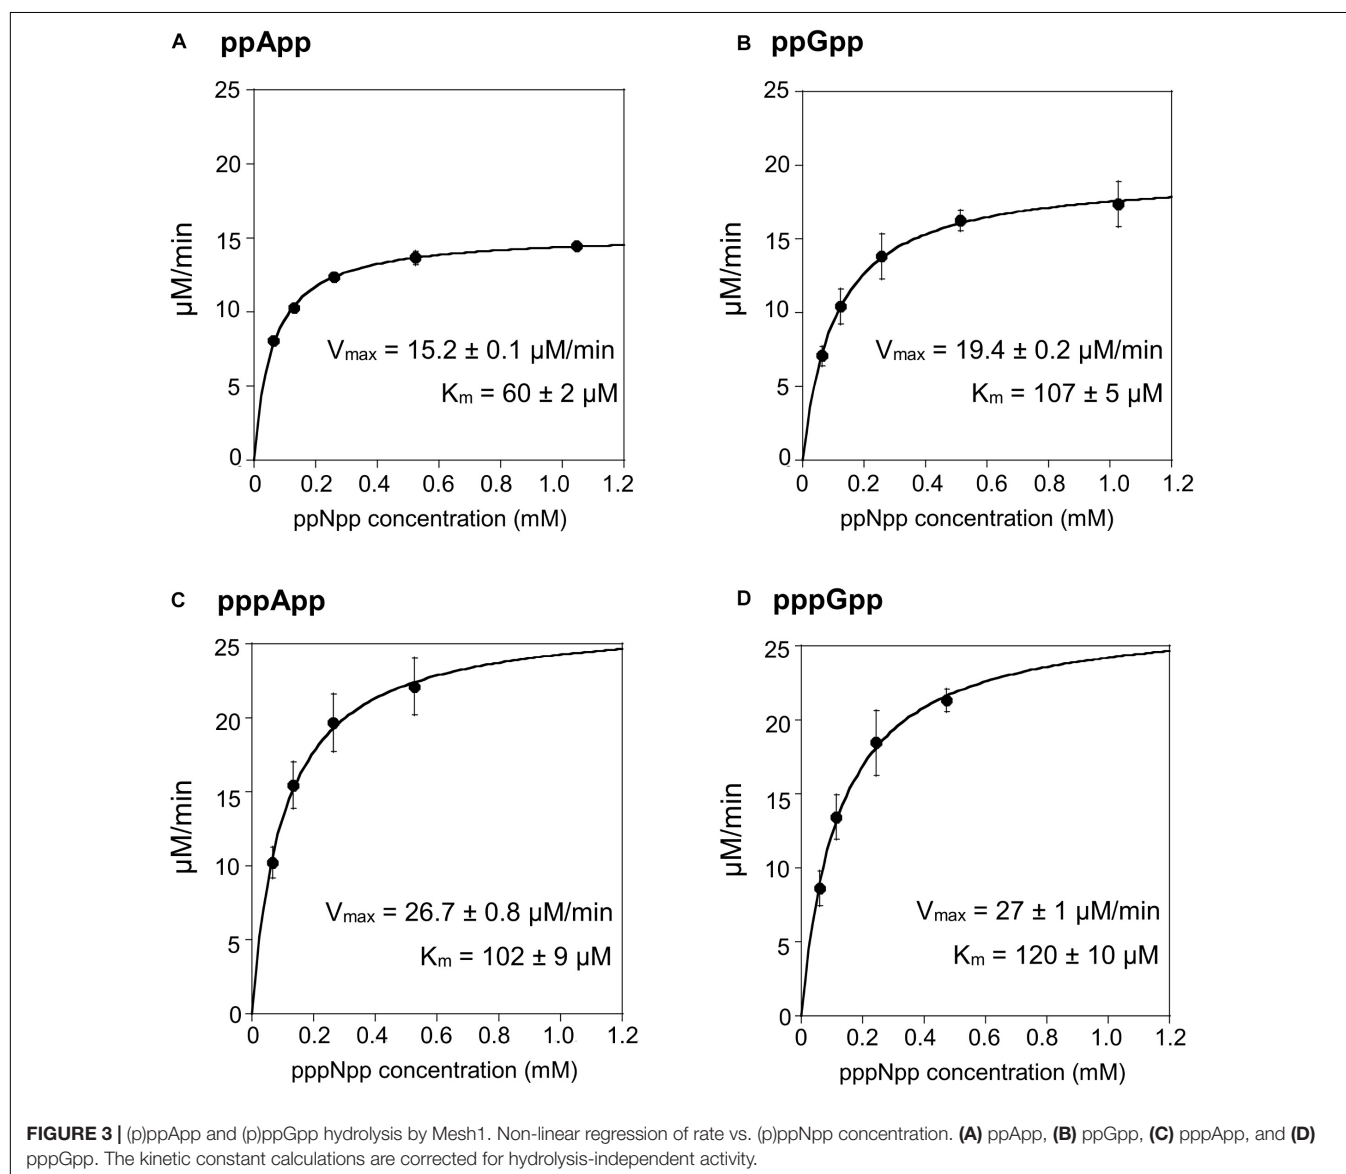 A ppApp
25
20
15
10
5
0
µM/min
Vmax = 15.2 ± 0.1 µM/min
Km = 60 ± 2 µM
0 0.2 0.4 0.6 0.8 1.0 1.2
ppNpp concentration (mM)
B ppGpp
25
20
15
10
5
0
µM/min
Vmax = 19.4 ± 0.2 µM/min
Km = 107 ± 5 µM
0 0.2 0.4 0.6 0.8 1.0 1.2
ppNpp concentration (mM)
C pppApp
25
20
15
10
5
0
µM/min
Vmax = 26.7 ± 0.8 µM/min
Km = 102 ± 9 µM
0 0.2 0.4 0.6 0.8 1.0 1.2
pppNpp concentration (mM)
D pppGpp
25
20
15
10
5
0
µM/min
Vmax = 27 ± 1 µM/min
Km = 120 ± 10 µM
0 0.2 0.4 0.6 0.8 1.0 1.2
pppNpp concentration (mM)
FIGURE 3 | (p)ppApp and (p)ppGpp hydrolysis by Mesh1. Non-linear regression of rate vs. (p)ppNpp concentration. (A) ppApp, (B) ppGpp, (C) pppApp, and (D)
pppGpp. The kinetic constant calculations are corrected for hydrolysis-independent activity.